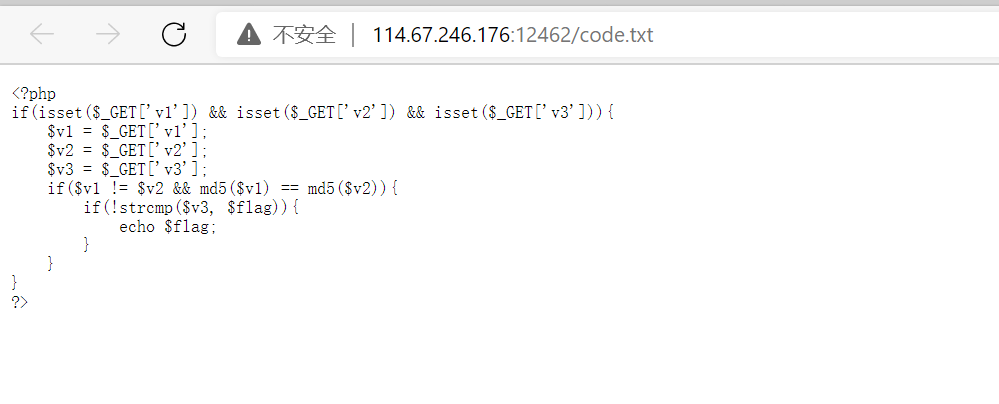 不安全 | 114.67.246.176:12462/code.txt
<?php
if(isset($_GET['v1']) && isset($_GET['v2']) && isset($_GET['v3'])){
    $v1 = $_GET['v1'];
    $v2 = $_GET['v2'];
    $v3 = $_GET['v3'];
    if($v1 != $v2 && md5($v1) == md5($v2)){
        if(!strcmp($v3, $flag)){
            echo $flag;
        }
    }
}
?>